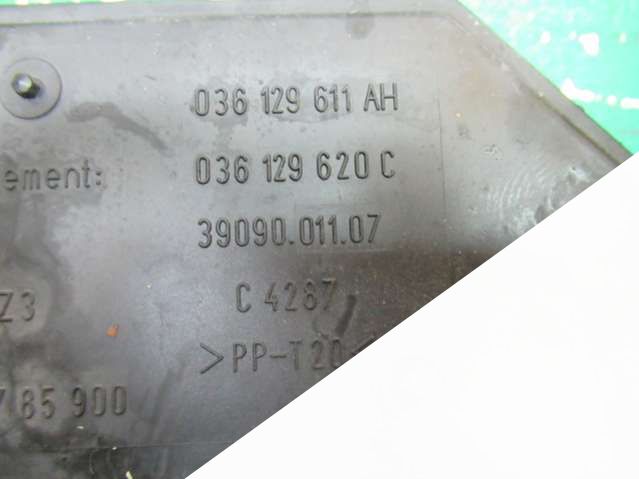 036 129 611 AH
ement: 036 129 620 C
39090.011.07
Z3 C 4287
>PP-T20
85 900